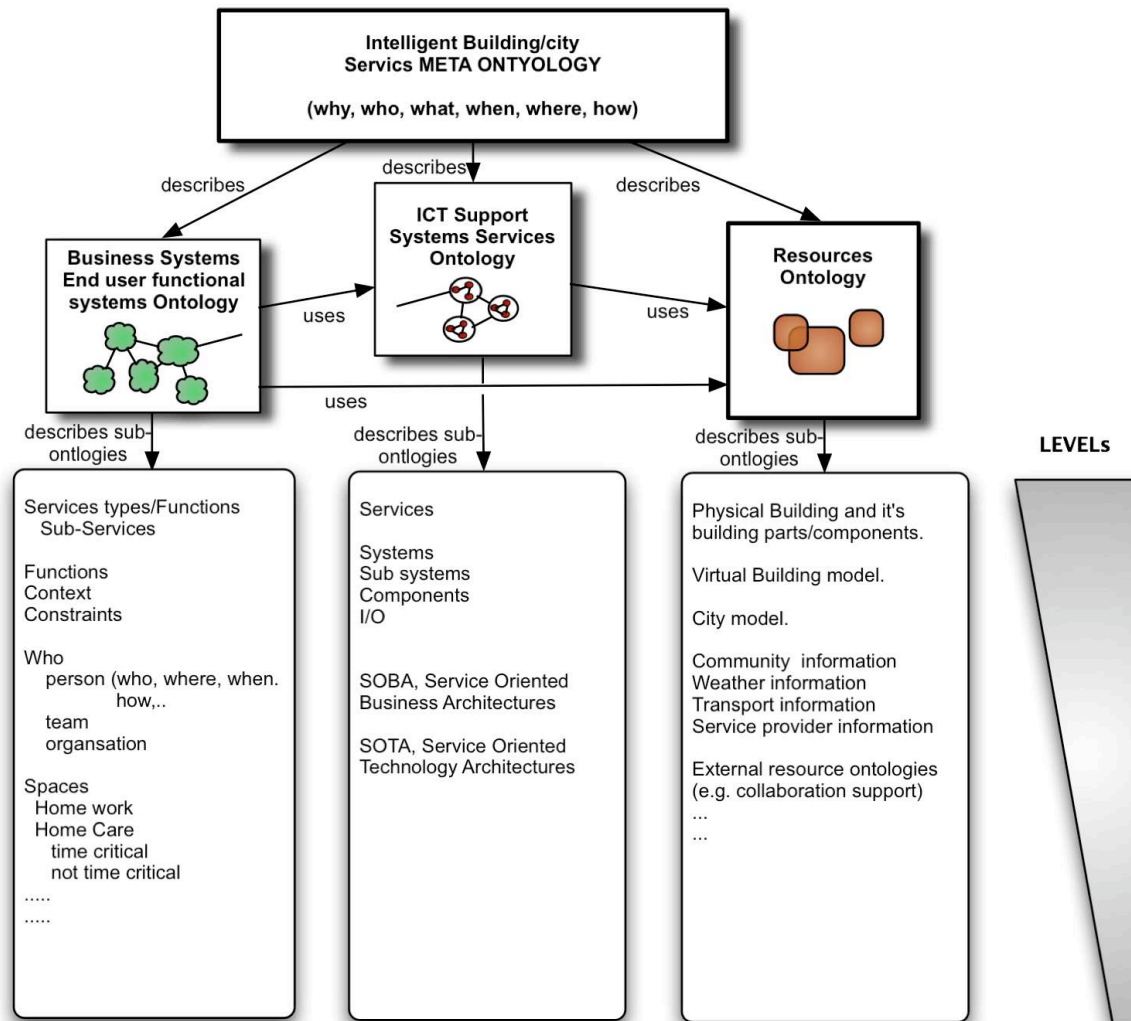 Intelligent Building/city
Servics META ONTYOLOGY
(why, who, what, when, where, how)
describes
describes
describes
Business Systems
End user functional
systems Ontology
ICT Support
Systems Services
Ontology
Resources
Ontology
uses
uses
uses
describes sub-
ontlogies
describes sub-
ontlogies
describes sub-
ontlogies
LEVELs
Services types/Functions
Sub-Services
Functions
Context
Constraints
Who
person (who, where, when.
how,..
team
organsation
Spaces
Home work
Home Care
time critical
not time critical
.....
.....
Services
Systems
Sub systems
Components
I/O
SOBA, Service Oriented
Business Architectures
SOTA, Service Oriented
Technology Architectures
Physical Building and it's
building parts/components.
Virtual Building model.
City model.
Community  information
Weather information
Transport information
Service provider information
External resource ontologies
(e.g. collaboration support)
...
...